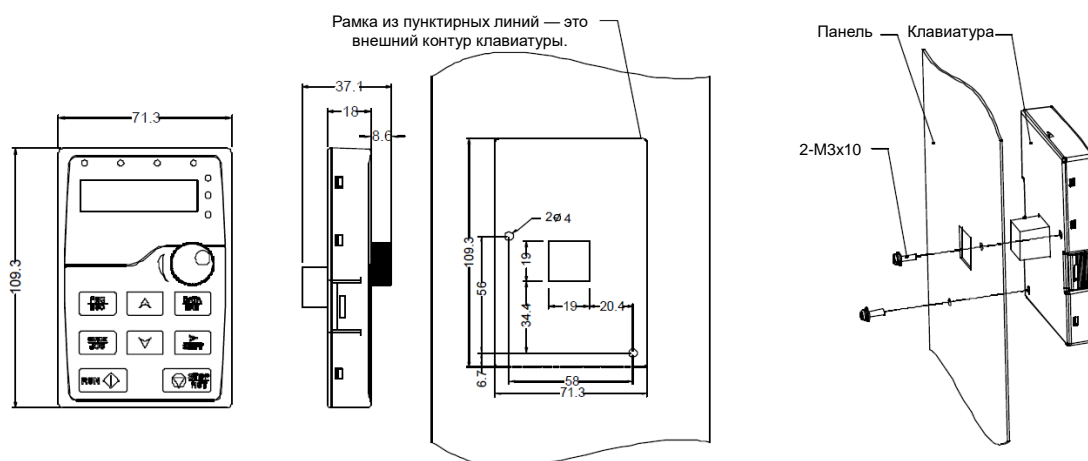 Рамка из пунктирных линий — это
внешний контур клавиатуры.
Панель
Клавиатура
37.1
18
8.6
71.3
109.3
RUN
2ø4
109.3
56
19
34.4
19
20.4
6.7
58
71.3
2-M3x10